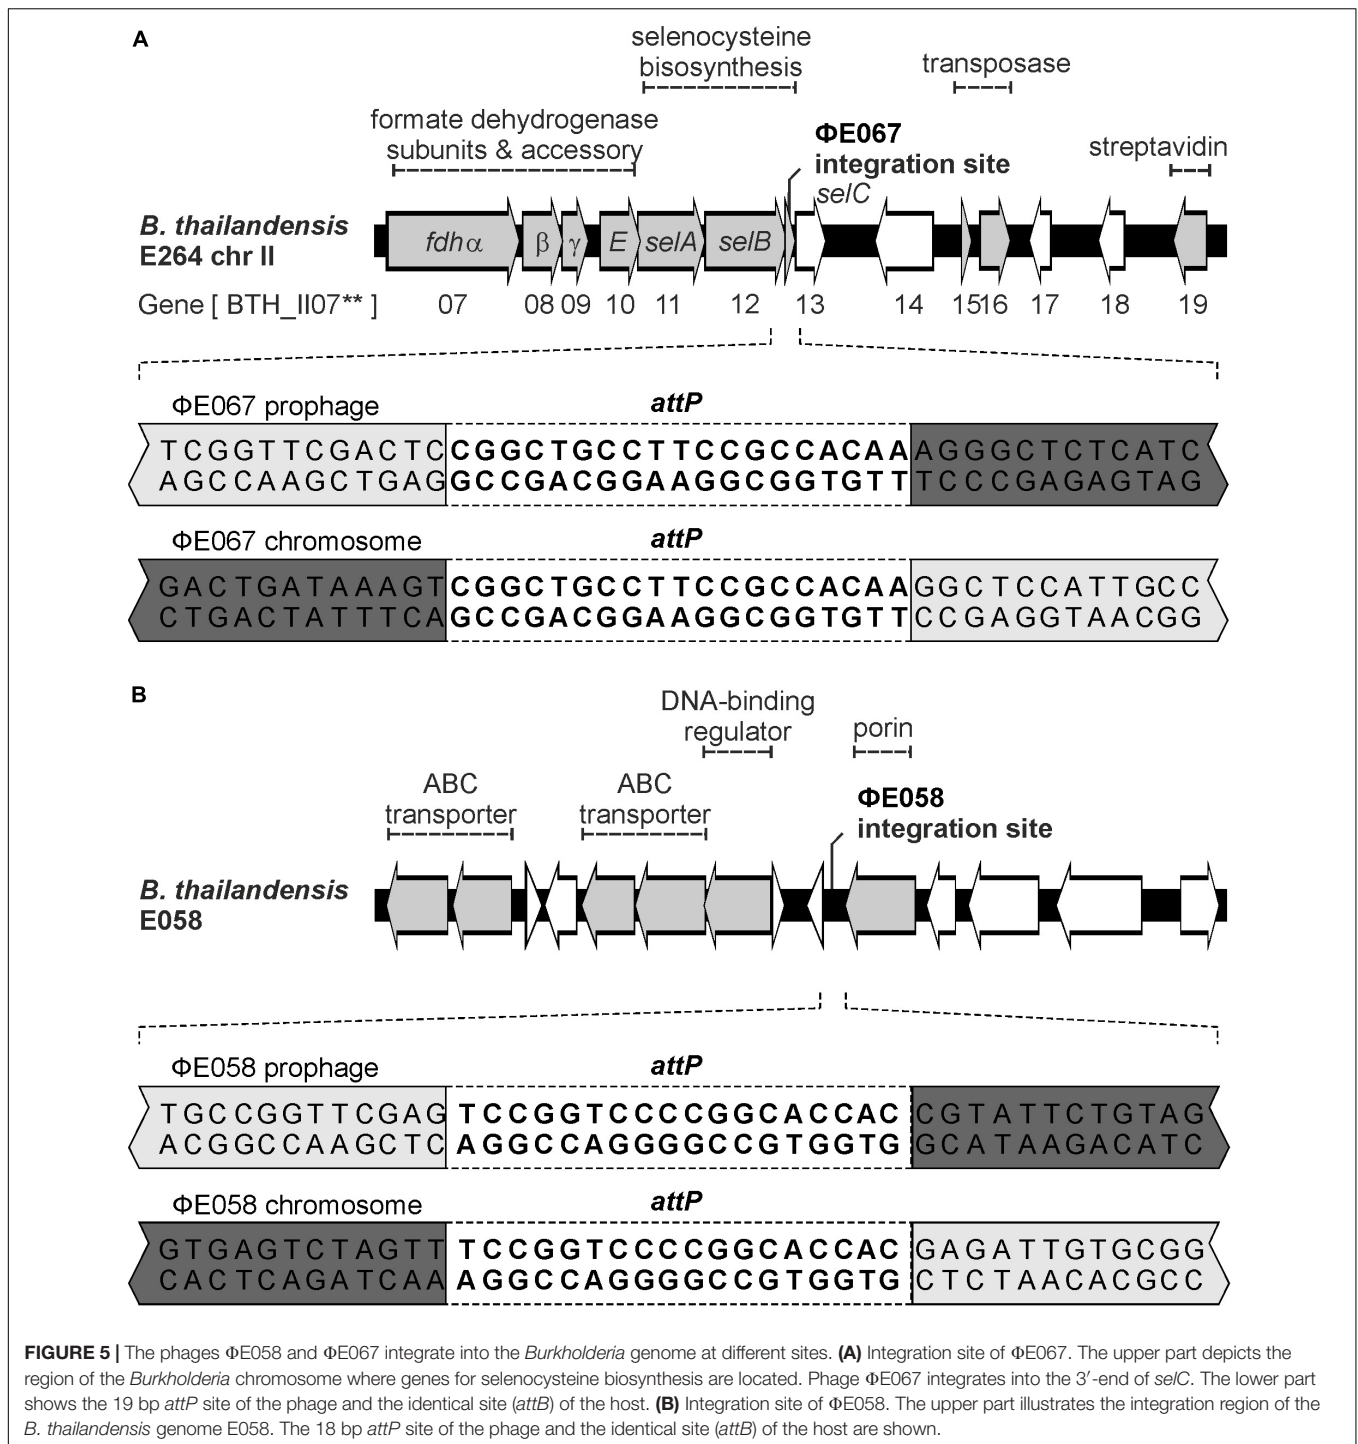 A
selenocysteine
bisosynthesis
transposase
formate dehydrogenase
subunits & accessory
ΦE067
integration site
selC
streptavidin
B. thailandensis
E264 chr II
fdhα β γ E selA selB
Gene [ BTH_II07** ] 07 08 09 10 11 12 13 14 15 16 17 18 19
ΦE067 prophage attP
TCGGTTCGACTC CGGCTGCCTTCCGCCACAA AGGGCTCTCATC
AGCCAAGCTGAG GCCGACGGAAGGCGGTGTT TCCCGAGAGTAG
ΦE067 chromosome attP
GACTGATAAAGT CGGCTGCCTTCCGCCACAA GGCTCCATTGCC
CTGACTATTTCA GCCGACGGAAGGCGGTGTT CCGAGGTAACGG
B
DNA-binding
regulator
porin
ABC
transporter
ABC
transporter
ΦE058
integration site
B. thailandensis
E058
ΦE058 prophage attP
TGCCGGTTCGAG TCCGGTCCCCGGCACCAC CGTATTCTGTAG
ACGGCCAAGCTC AGGCCAGGGGCCGTGGTG GCATAAGACATC
ΦE058 chromosome attP
GTGAGTCTAGTT TCCGGTCCCCGGCACCAC GAGATTGTGCGG
CACTCAGATCAA AGGCCAGGGGCCGTGGTG CTCTAACACGCC
FIGURE 5 | The phages ΦE058 and ΦE067 integrate into the Burkholderia genome at different sites. (A) Integration site of ΦE067. The upper part depicts the
region of the Burkholderia chromosome where genes for selenocysteine biosynthesis are located. Phage ΦE067 integrates into the 3′-end of selC. The lower part
shows the 19 bp attP site of the phage and the identical site (attB) of the host. (B) Integration site of ΦE058. The upper part illustrates the integration region of the
B. thailandensis genome E058. The 18 bp attP site of the phage and the identical site (attB) of the host are shown.